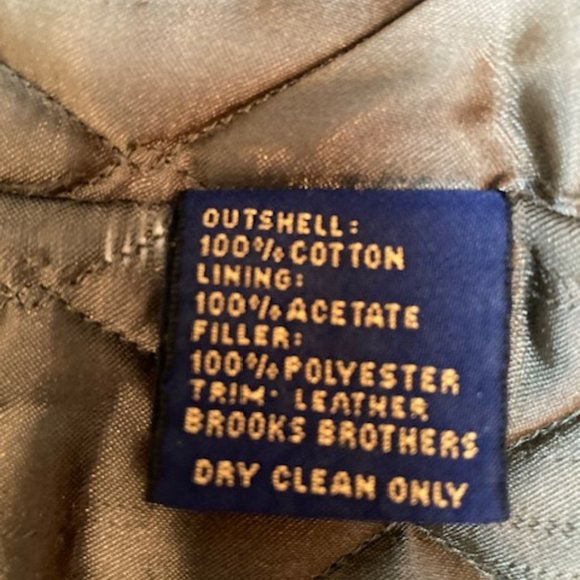 OUTSHELL:
100% COTTON
LINING:
100% ACETATE
FILLER:
100% POLYESTER
TRIM· LEATHER
BROOKS BROTHERS
DRY CLEAN ONLY